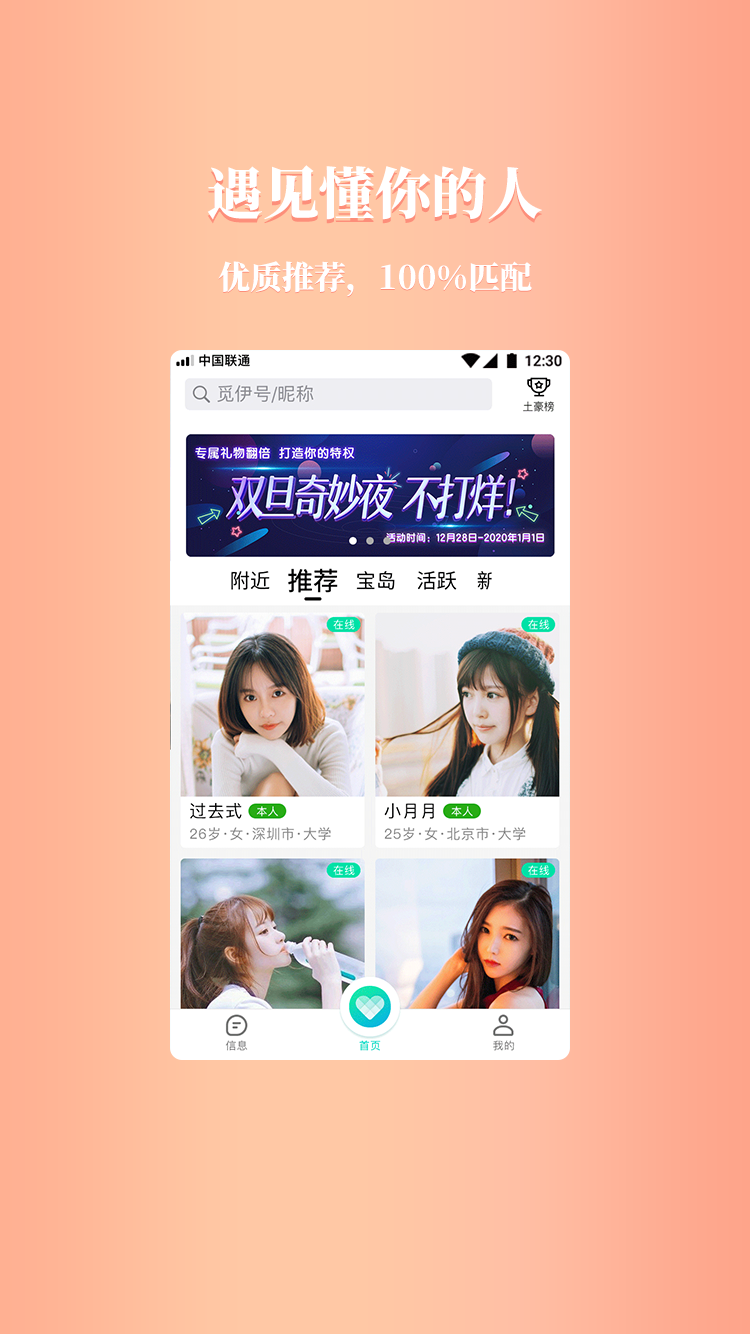 遇见懂你的人
优质推荐，100%匹配
中国联通 12:30
觅伊号/昵称
土豪榜
专属礼物翻倍 打造你的特权
双旦奇妙夜 不打烊!
活动时间：12月28日-2020年1月1日
附近 推荐 宝岛 活跃 新
在线 在线
过去式 本人 小月月 本人
26岁·女·深圳市·大学 25岁·女·北京市·大学
在线 在线
信息 首页 我的